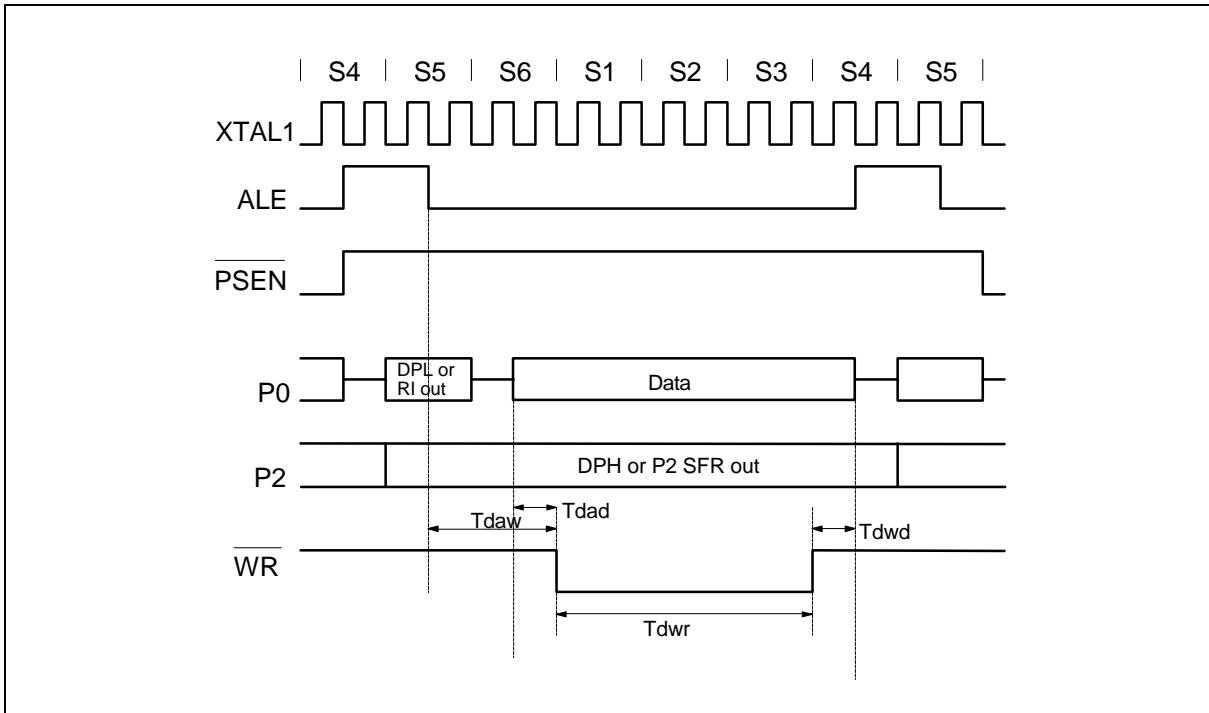 S4 S5 S6 S1 S2 S3 S4 S5
XTAL1
ALE
PSEN
P0
DPL or
RI out
Data
P2
DPH or P2 SFR out
Tdaw
Tdad
Tdwd
WR
Tdwr